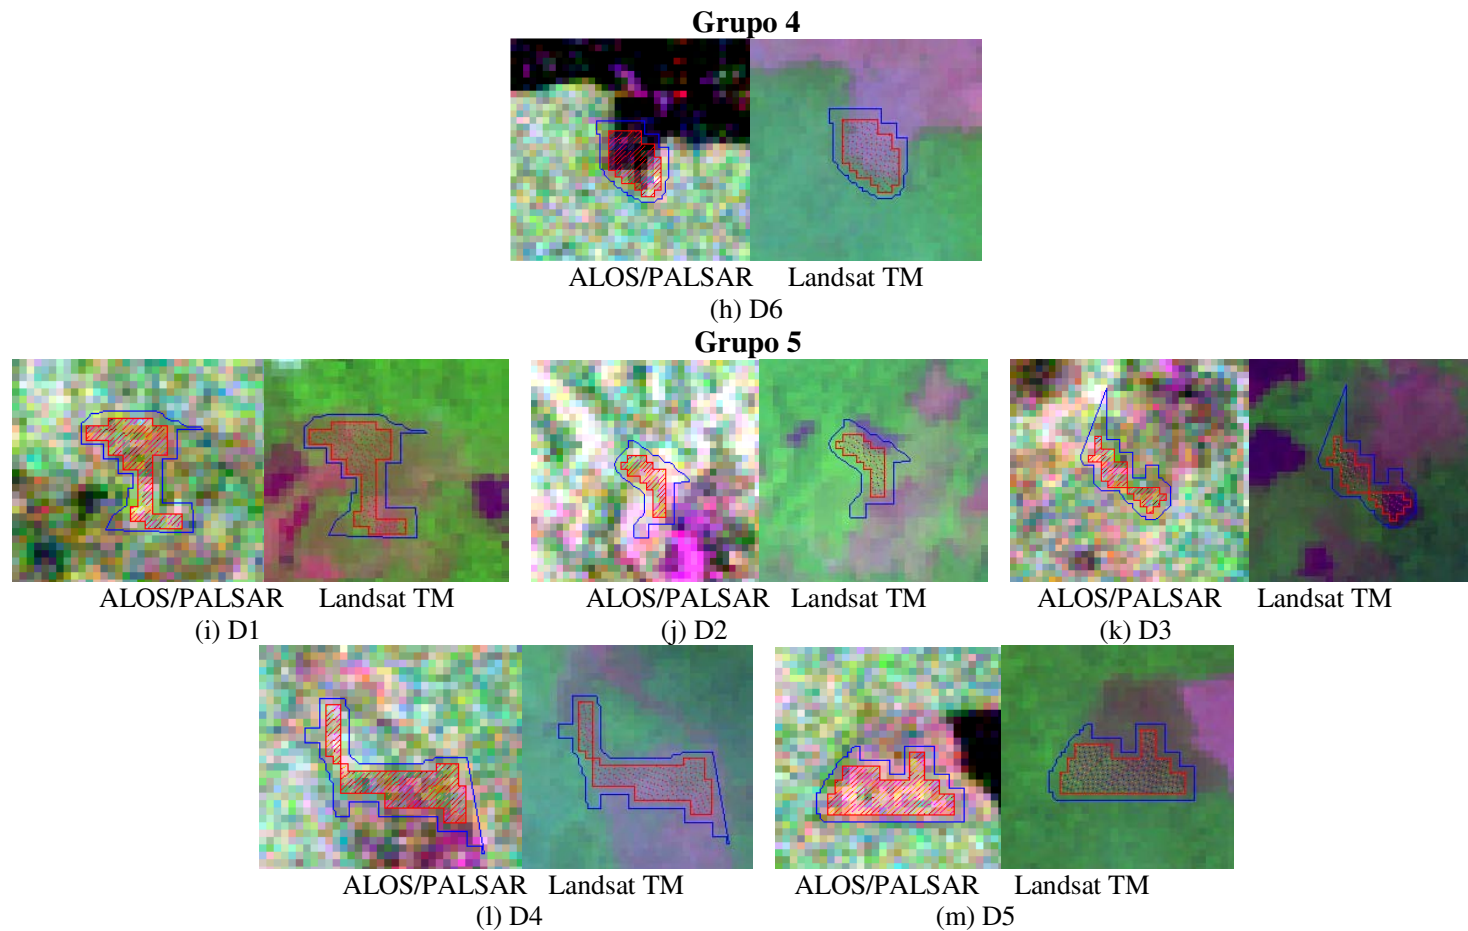 Grupo 4
ALOS/PALSAR Landsat TM
(h) D6
Grupo 5
ALOS/PALSAR Landsat TM ALOS/PALSAR Landsat TM ALOS/PALSAR Landsat TM
(i) D1 (j) D2 (k) D3
ALOS/PALSAR Landsat TM ALOS/PALSAR Landsat TM
(l) D4 (m) D5